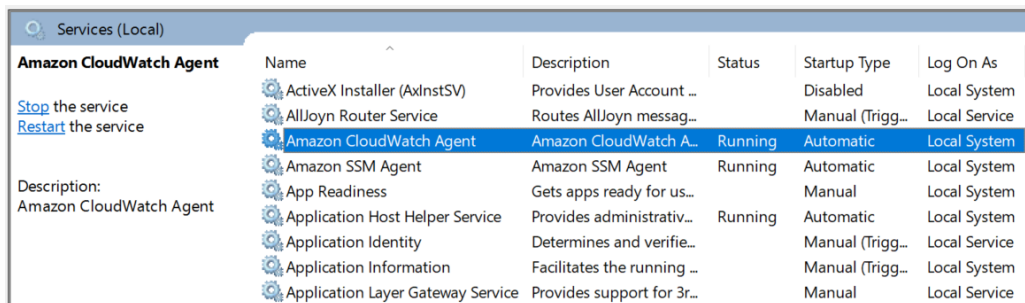 Services (Local)
Amazon CloudWatch Agent
Stop the service
Restart the service
Description:
Amazon CloudWatch Agent
Name Description Status Startup Type Log On As
ActiveX Installer (AxInstSV) Provides User Account ... Disabled Local System
AllJoyn Router Service Routes AllJoyn messag... Manual (Trigg... Local Service
Amazon CloudWatch Agent Amazon CloudWatch A... Running Automatic Local System
Amazon SSM Agent Amazon SSM Agent Running Automatic Local System
App Readiness Gets apps ready for us... Manual Local System
Application Host Helper Service Provides administrativ... Running Automatic Local System
Application Identity Determines and verifie... Manual (Trigg... Local Service
Application Information Facilitates the running ... Manual (Trigg... Local System
Application Layer Gateway Service Provides support for 3r... Manual Local Service